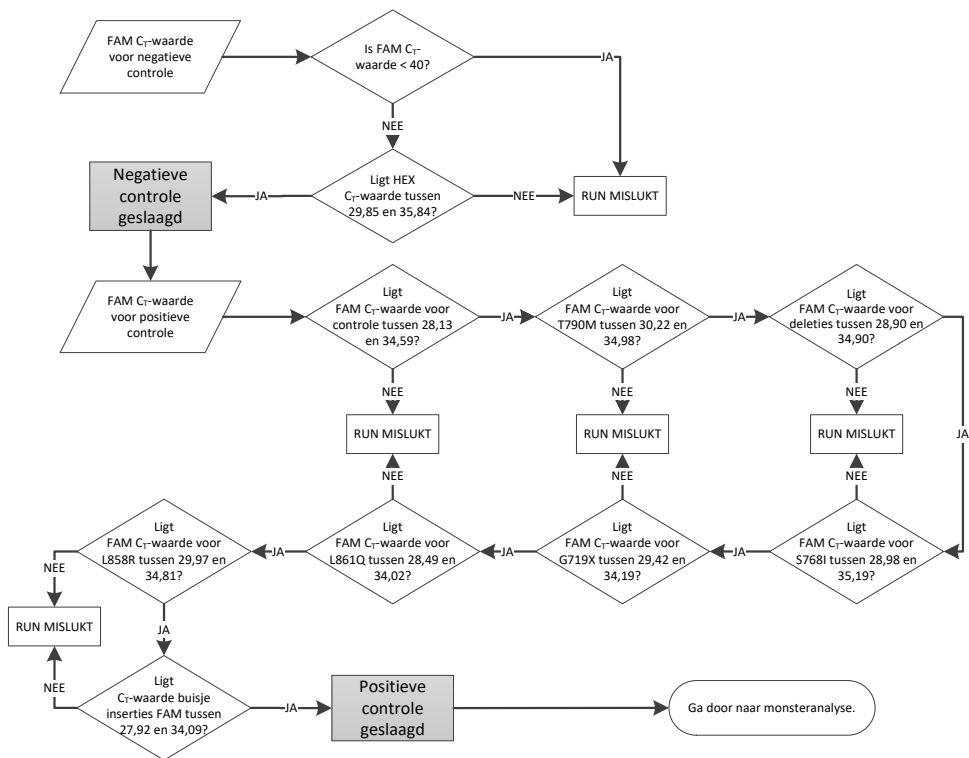 FAM CT-waarde
voor negatieve
controle
Is FAM CT-
waarde < 40?
JA
NEE
Negatieve
controle
geslaagd
JA
Ligt HEX
CT-waarde tussen
29,85 en 35,84?
NEE
RUN MISLUKT
FAM CT-waarde
voor positieve
controle
Ligt
FAM CT-waarde voor
controle tussen 28,13
en 34,59?
JA
Ligt
FAM CT-waarde voor
T790M tussen 30,22 en
34,98?
JA
Ligt
FAM CT-waarde voor
deleties tussen 28,90 en
34,90?
NEE
NEE
NEE
RUN MISLUKT
RUN MISLUKT
RUN MISLUKT
JA
NEE
NEE
NEE
Ligt
FAM CT-waarde voor
L858R tussen 29,97 en
34,81?
JA
Ligt
FAM CT-waarde voor
L861Q tussen 28,49 en
34,02?
JA
Ligt
FAM CT-waarde voor
G719X tussen 29,42 en
34,19?
JA
Ligt
FAM CT-waarde voor
S768I tussen 28,98 en
35,19?
NEE
RUN MISLUKT
JA
NEE
Ligt
CT-waarde buisje
inserties FAM tussen
27,92 en 34,09?
JA
Positieve
controle
geslaagd
Ga door naar monsteranalyse.